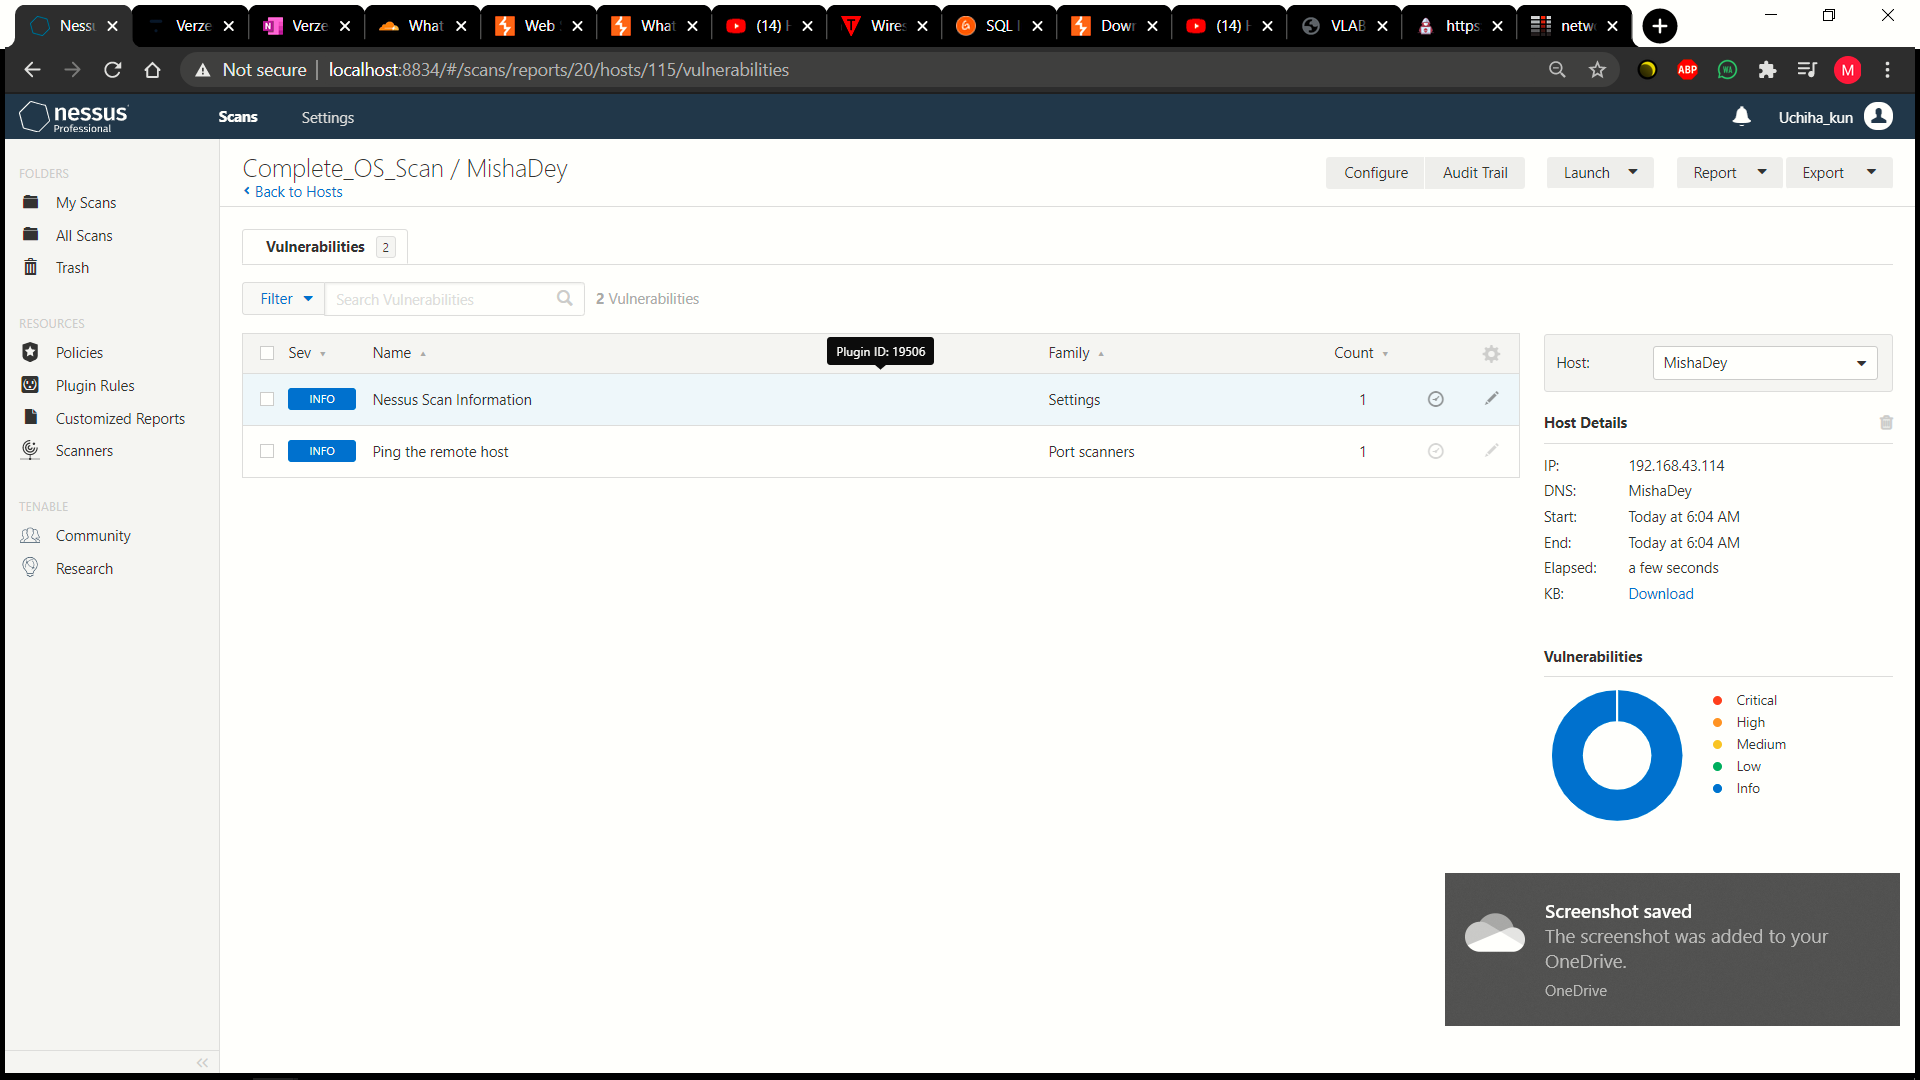 Ness
Verze
Verze
What
Web
What
(14) H
Wires
SQL I
Down
(14) H
VLAB
https
netw
Not secure
localhost:8834/#/scans/reports/20/hosts/115/vulnerabilities
ABP
WA
M
nessus
Professional
Scans
Settings
Uchiha_kun
FOLDERS
My Scans
All Scans
Trash
RESOURCES
Policies
Plugin Rules
Customized Reports
Scanners
TENABLE
Community
Research
Complete_OS_Scan / MishaDey
Back to Hosts
Configure
Audit Trail
Launch
Report
Export
Vulnerabilities 2
Filter
Search Vulnerabilities
2 Vulnerabilities
Sev
Name
Plugin ID: 19506
Family
Count
INFO Nessus Scan Information Settings 1
INFO Ping the remote host Port scanners 1
Host: MishaDey
Host Details
IP: 192.168.43.114
DNS: MishaDey
Start: Today at 6:04 AM
End: Today at 6:04 AM
Elapsed: a few seconds
KB: Download
Vulnerabilities
Critical
High
Medium
Low
Info
Screenshot saved
The screenshot was added to your
OneDrive.
OneDrive